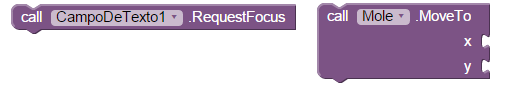 call CampoDeTexto1 .RequestFocus
call Mole .MoveTo
x
y